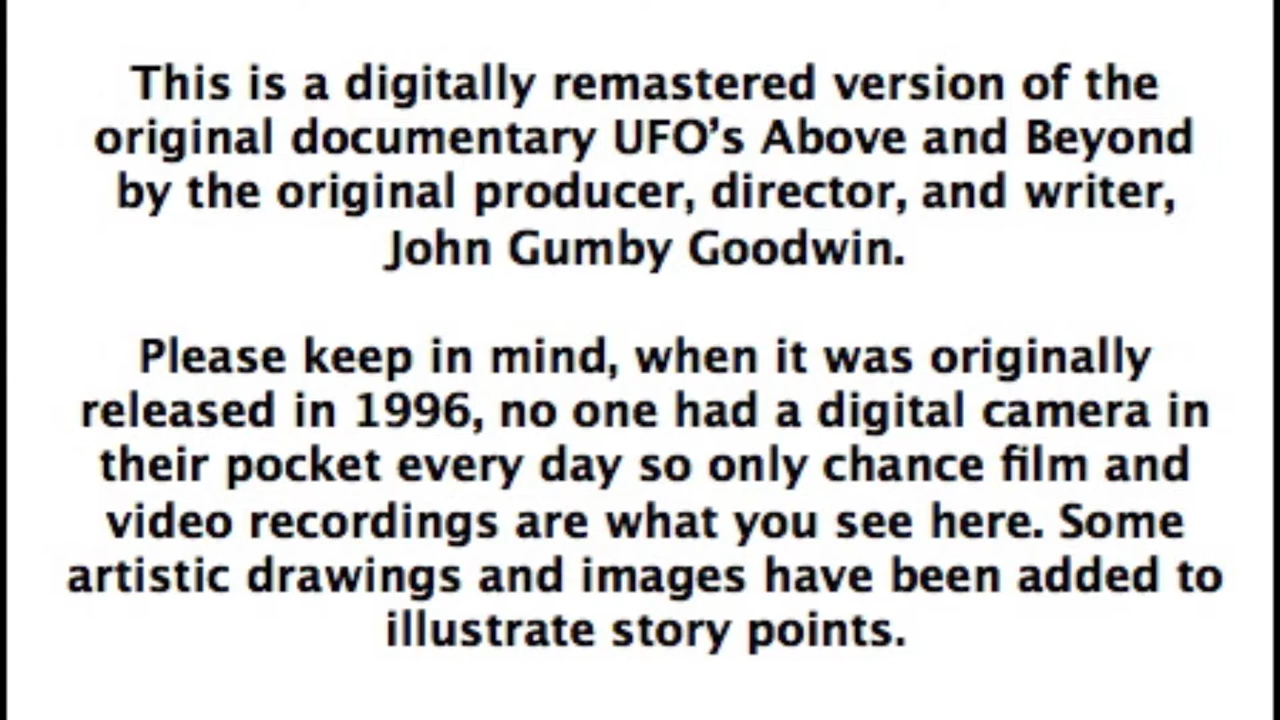 This is a digitally remastered version of the
original documentary UFO’s Above and Beyond
by the original producer, director, and writer,
John Gumby Goodwin.
Please keep in mind, when it was originally
released in 1996, no one had a digital camera in
their pocket every day so only chance film and
video recordings are what you see here. Some
artistic drawings and images have been added to
illustrate story points.